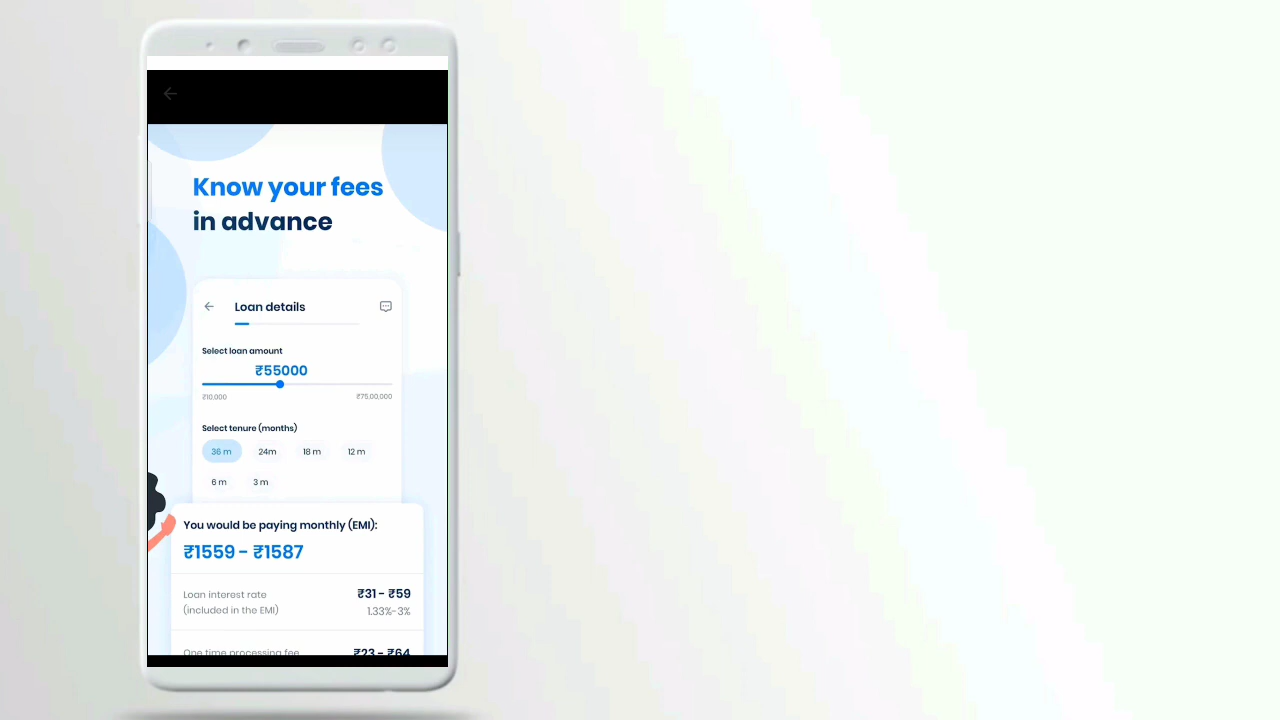 Know your fees
in advance
Loan details
Select loan amount
₹55000
₹10,000 ₹75,00,000
Select tenure (months)
36 m 24m 18 m 12 m
6 m 3 m
You would be paying monthly (EMI):
₹1559 - ₹1587
Loan interest rate ₹31 - ₹59
(included in the EMI) 1.33%-3%
One time processing fee ₹23 - ₹64